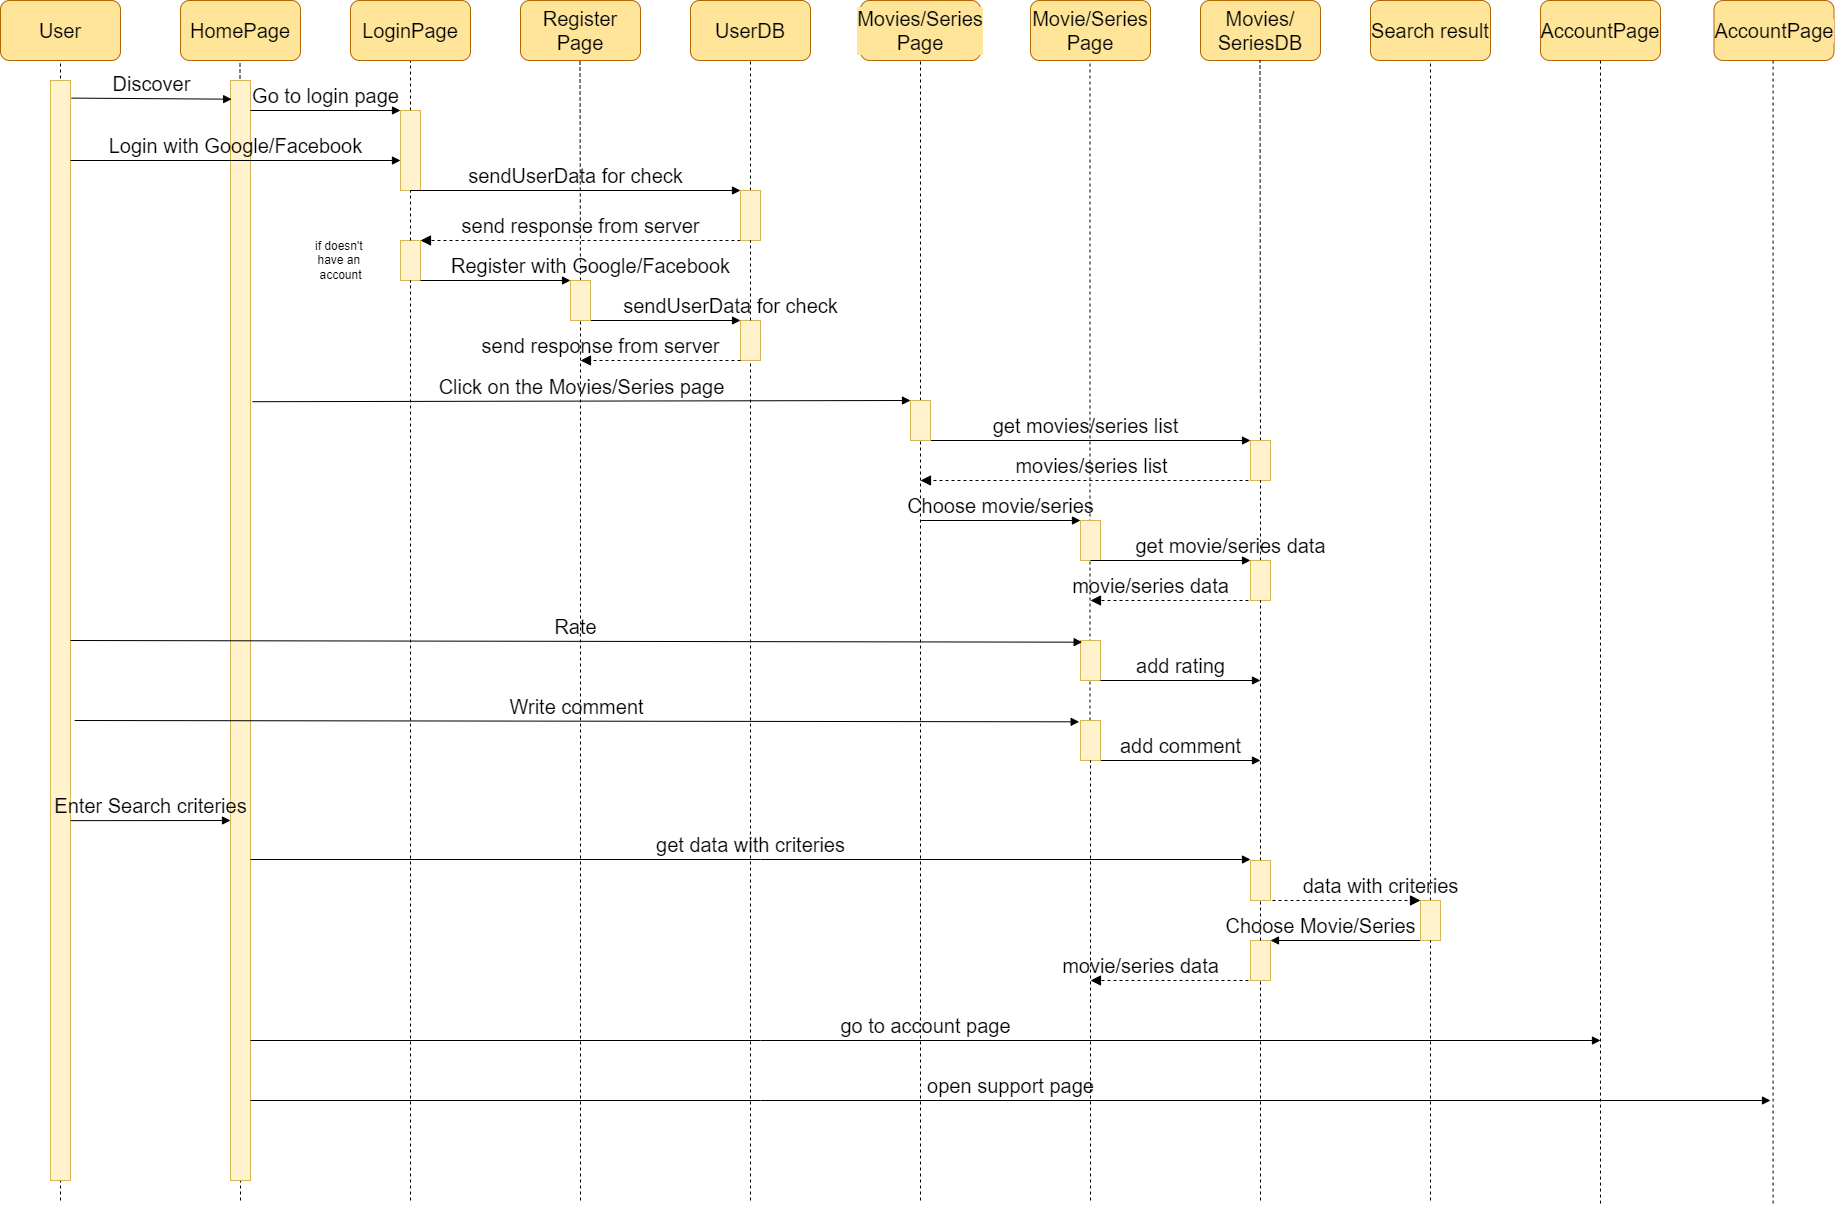 User
HomePage
LoginPage
Register
Page
UserDB
Movies/Series
Page
Movie/Series
Page
Movies/
SeriesDB
Search result
AccountPage
AccountPage
Discover
Go to login page
Login with Google/Facebook
sendUserData for check
send response from server
if doesn't
have an
account
Register with Google/Facebook
sendUserData for check
send response from server
Click on the Movies/Series page
get movies/series list
movies/series list
Choose movie/series
get movie/series data
movie/series data
Rate
add rating
Write comment
add comment
Enter Search criteries
get data with criteries
data with criteries
Choose Movie/Series
movie/series data
go to account page
open support page